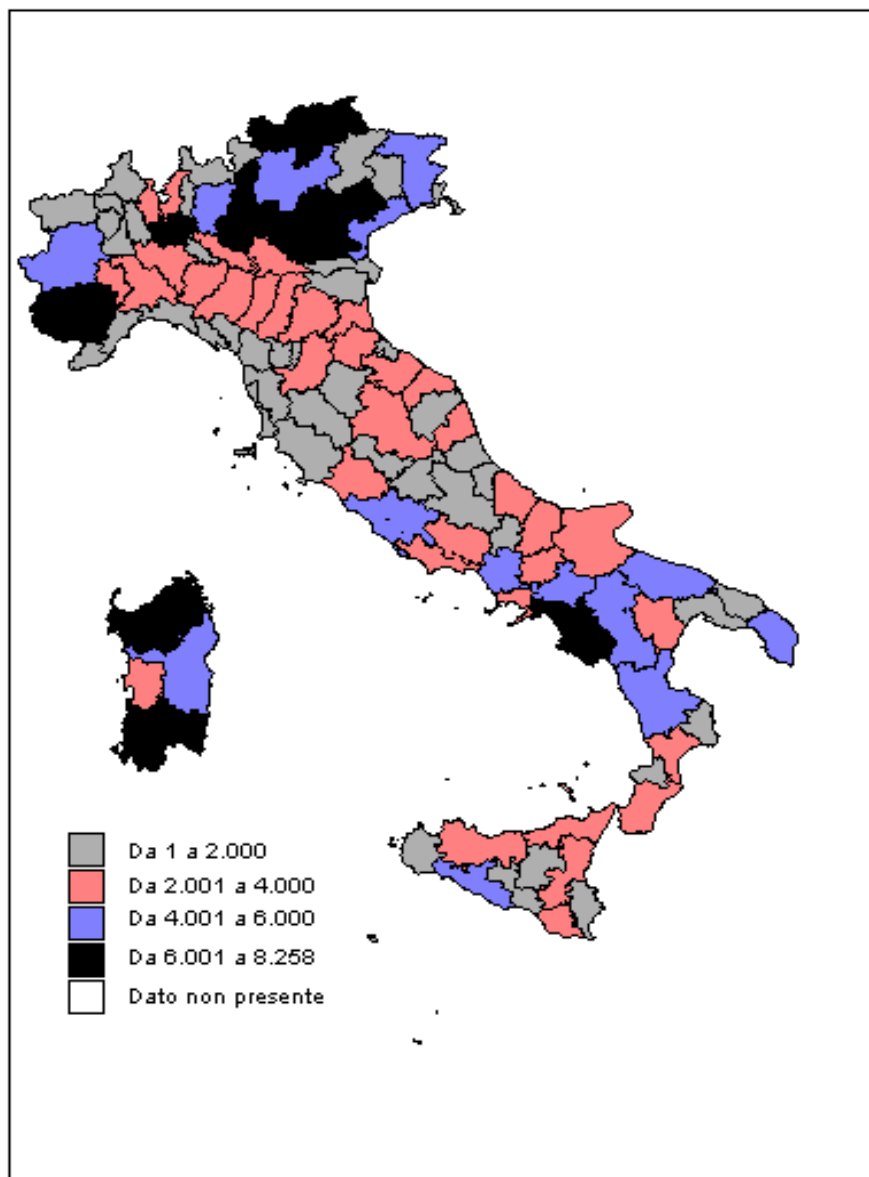 Da 1 a 2.000
Da 2.001 a 4.000
Da 4.001 a 6.000
Da 6.001 a 8.258
Dato non presente